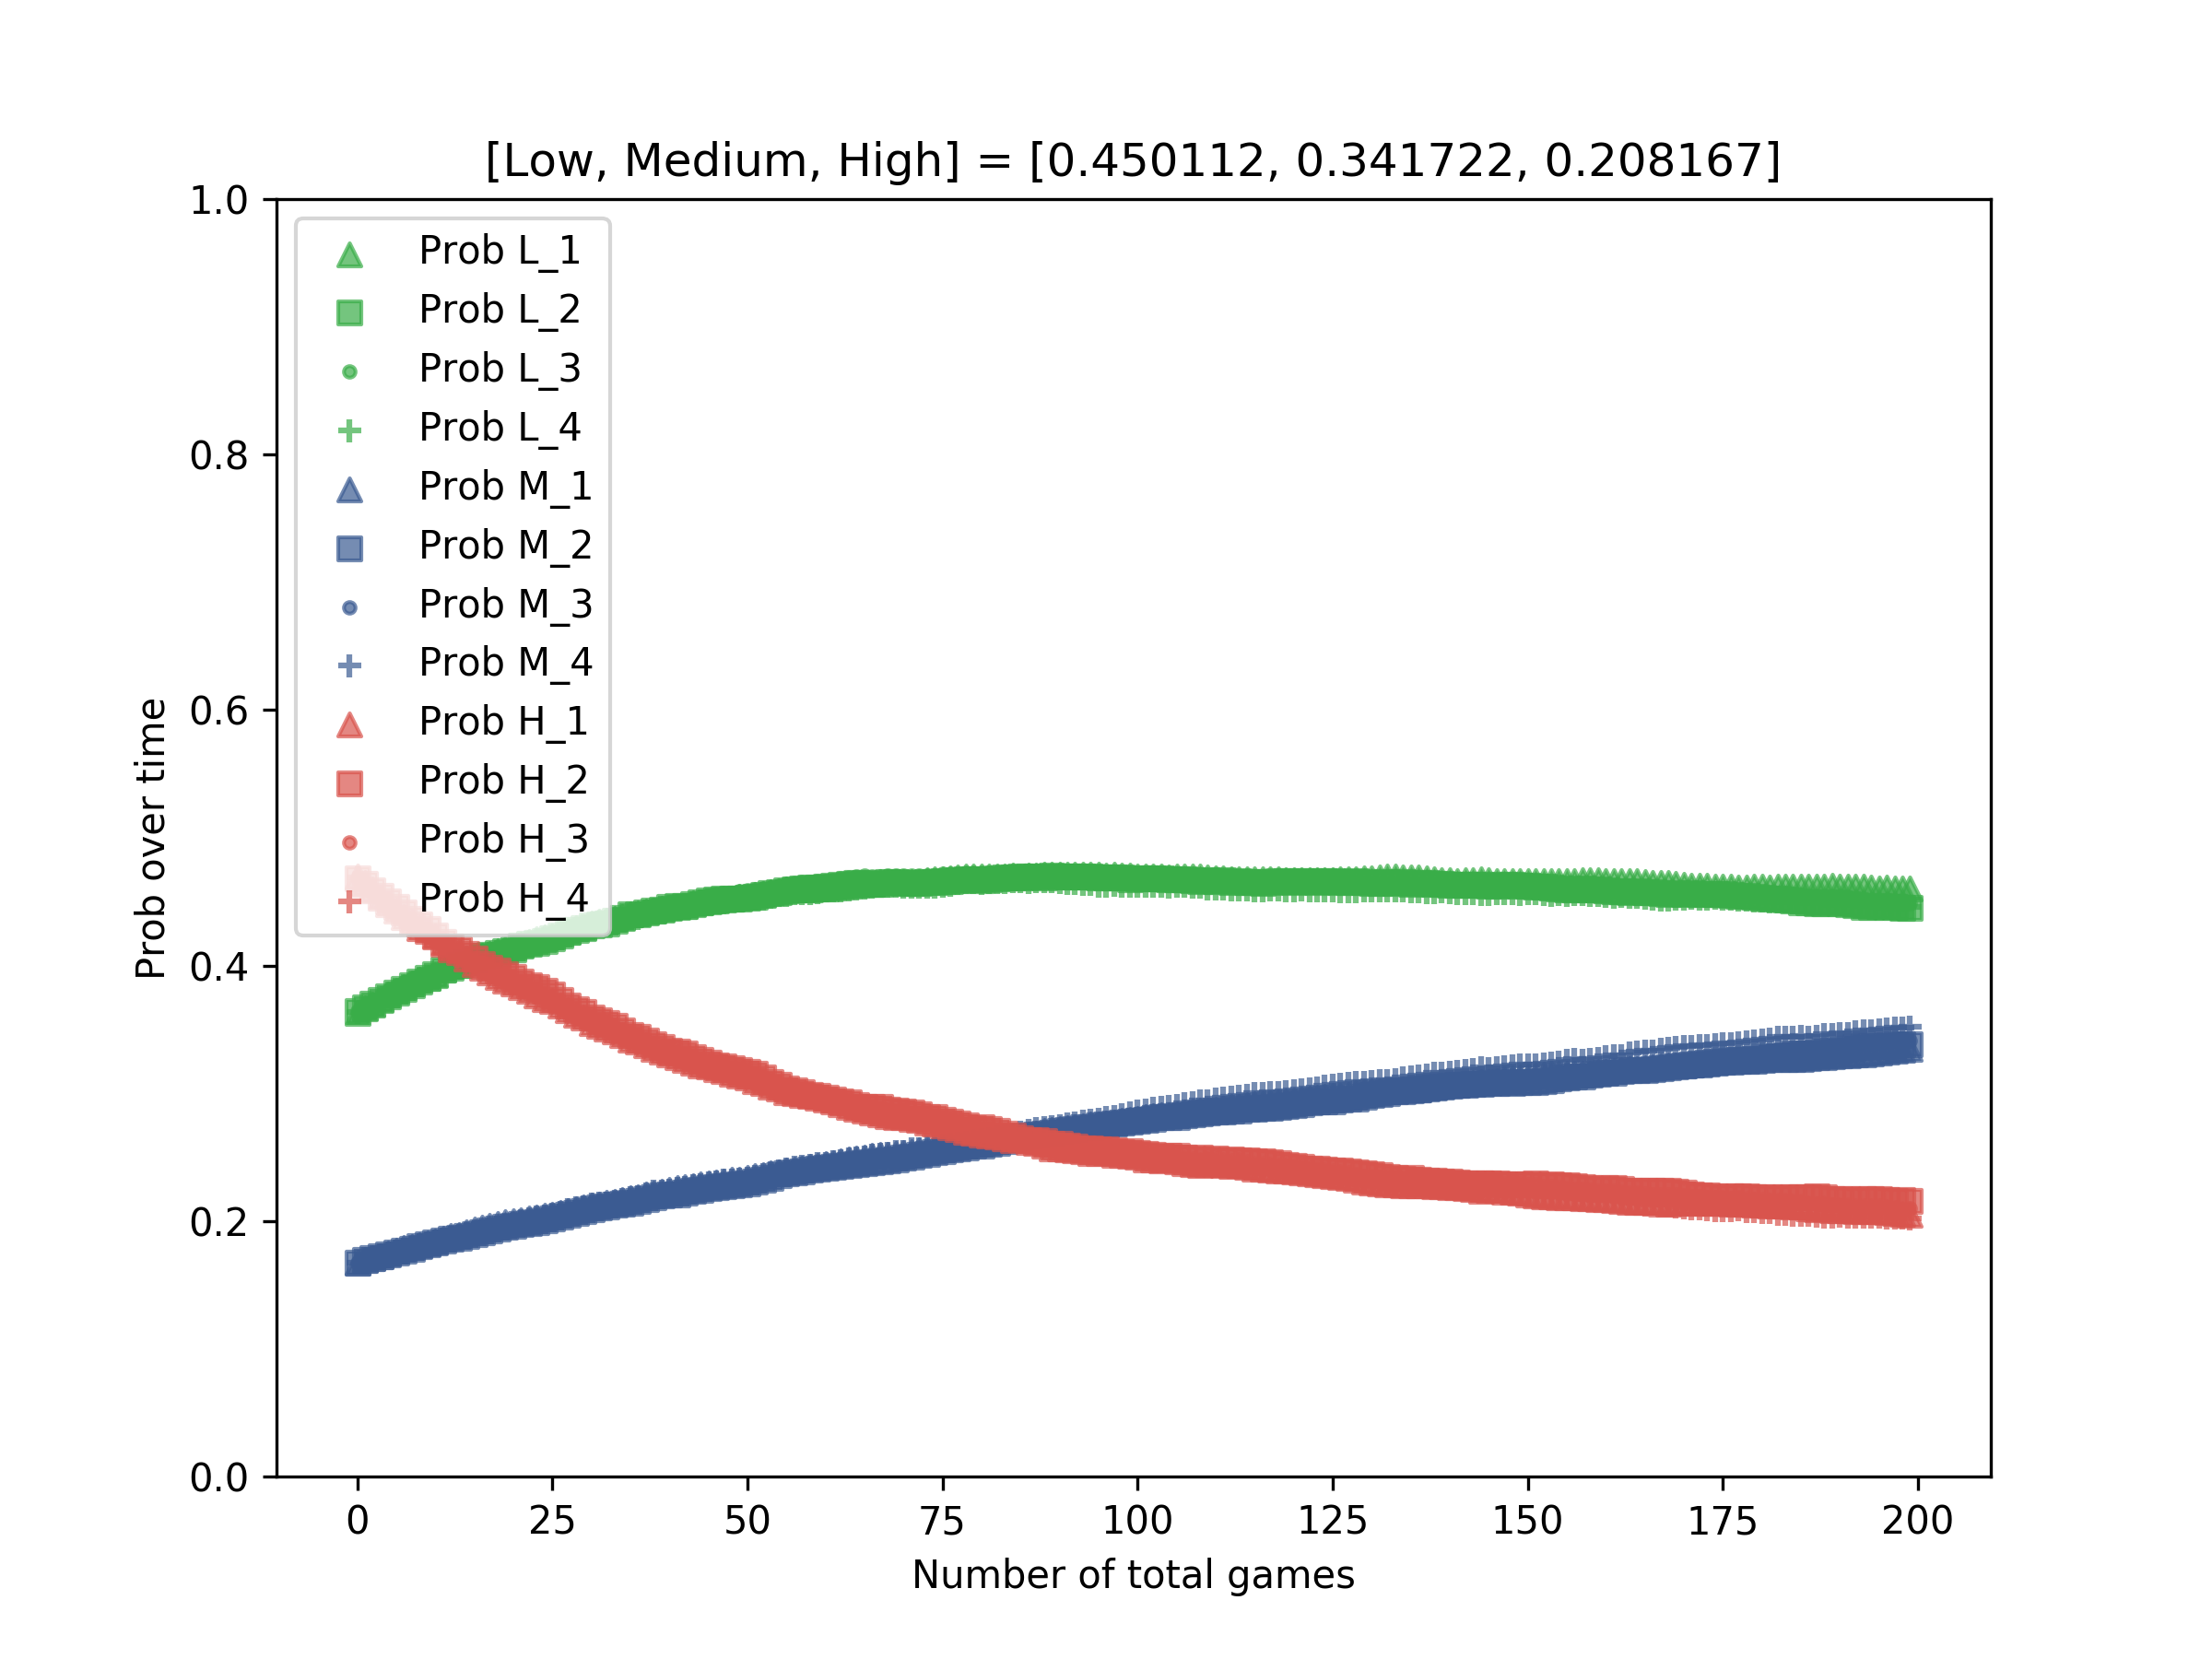 [Low, Medium, High] = [0.450112, 0.341722, 0.208167]
1.0
0.8
0.6
0.4
0.2
0.0
Prob over time
Prob L_1
Prob L_2
Prob L_3
Prob L_4
Prob M_1
Prob M_2
Prob M_3
Prob M_4
Prob H_1
Prob H_2
Prob H_3
Prob H_4
0 25 50 75 100 125 150 175 200
Number of total games